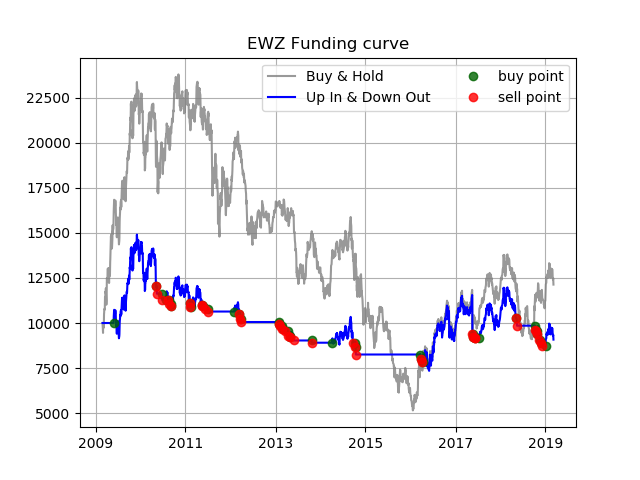 EWZ Funding curve
Buy & Hold
Up In & Down Out
buy point
sell point
22500
20000
17500
15000
12500
10000
7500
5000
2009 2011 2013 2015 2017 2019